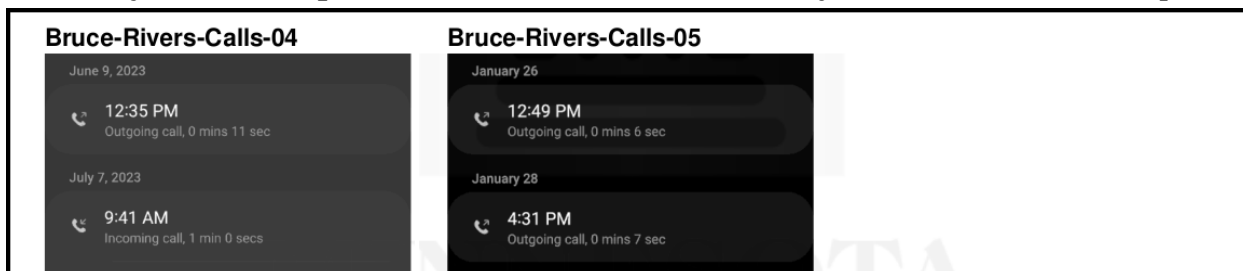 Bruce-Rivers-Calls-04
June 9, 2023
12:35 PM
Outgoing call, 0 mins 11 sec
July 7, 2023
9:41 AM
Incoming call, 1 min 0 secs
Bruce-Rivers-Calls-05
January 26
12:49 PM
Outgoing call, 0 mins 6 sec
January 28
4:31 PM
Outgoing call, 0 mins 7 sec